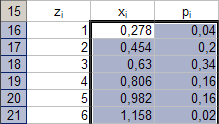 15 zᵢ xᵢ pᵢ
16 1 0,278 0,04
17 2 0,454 0,2
18 3 0,63 0,34
19 4 0,806 0,16
20 5 0,982 0,16
21 6 1,158 0,02